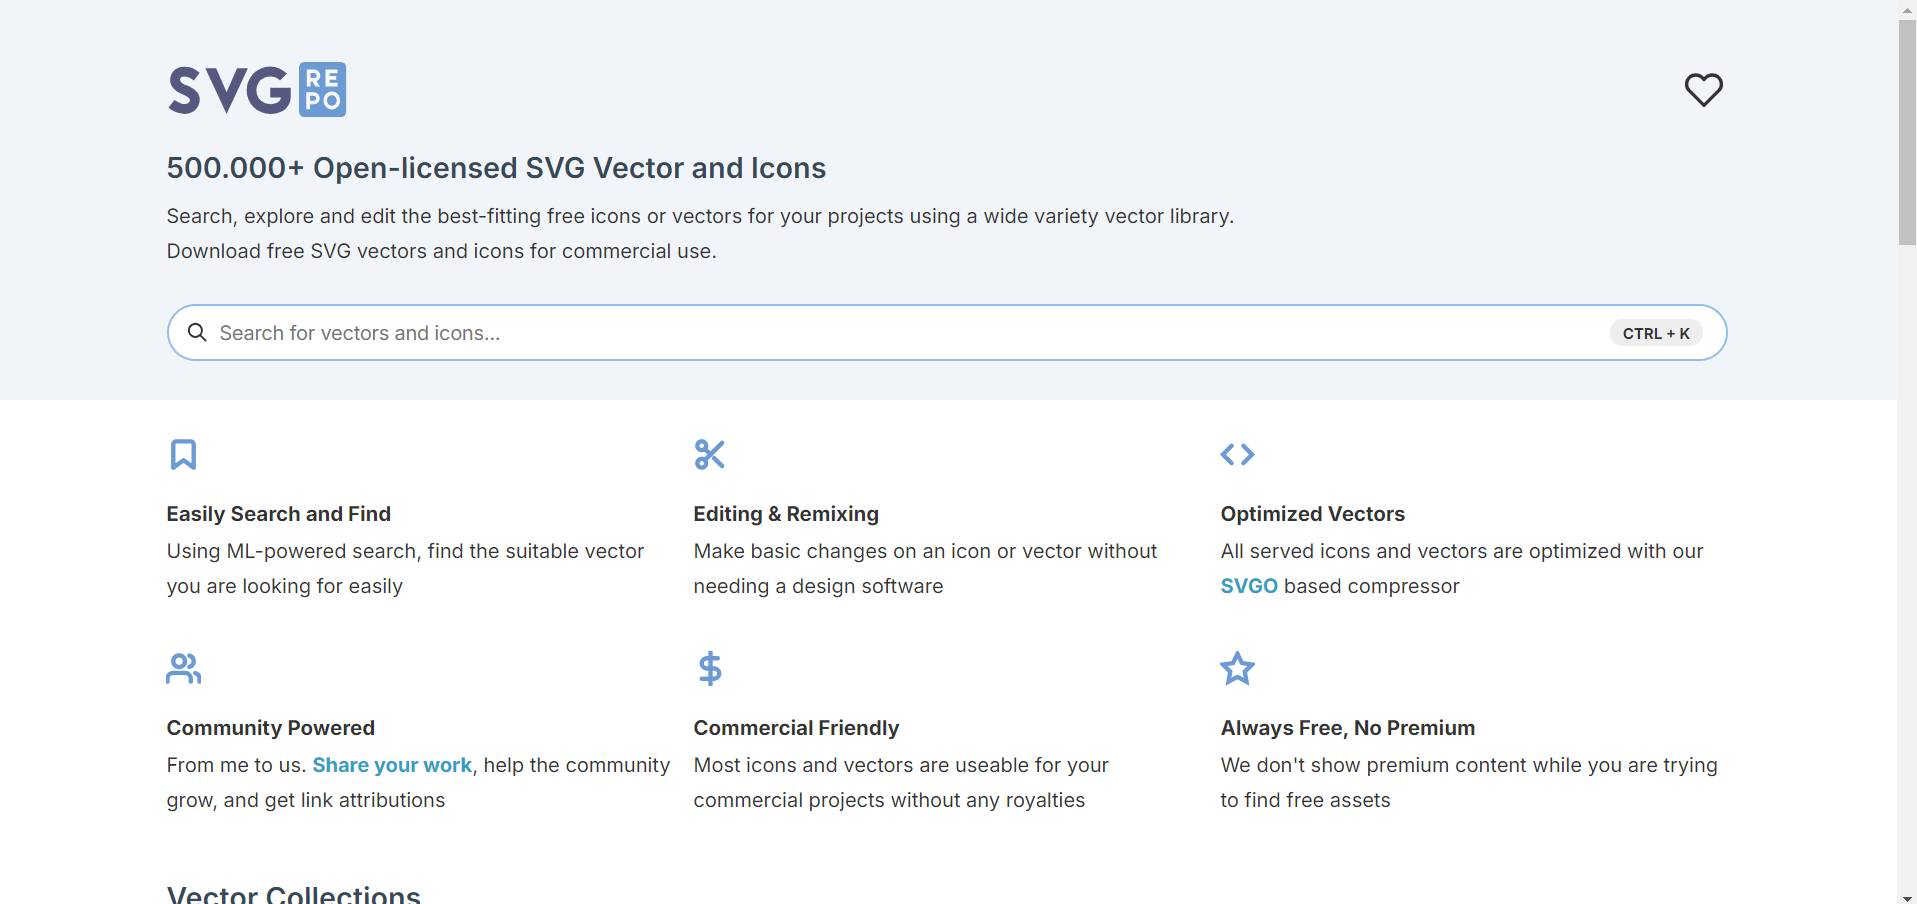 SVG REPO
500.000+ Open-licensed SVG Vector and Icons
Search, explore and edit the best-fitting free icons or vectors for your projects using a wide variety vector library.
Download free SVG vectors and icons for commercial use.
Search for vectors and icons...
CTRL + K
Easily Search and Find
Using ML-powered search, find the suitable vector
you are looking for easily
Editing & Remixing
Make basic changes on an icon or vector without
needing a design software
Optimized Vectors
All served icons and vectors are optimized with our
SVGO based compressor
Community Powered
From me to us. Share your work, help the community
grow, and get link attributions
Commercial Friendly
Most icons and vectors are useable for your
commercial projects without any royalties
Always Free, No Premium
We don't show premium content while you are trying
to find free assets
Vector Collections